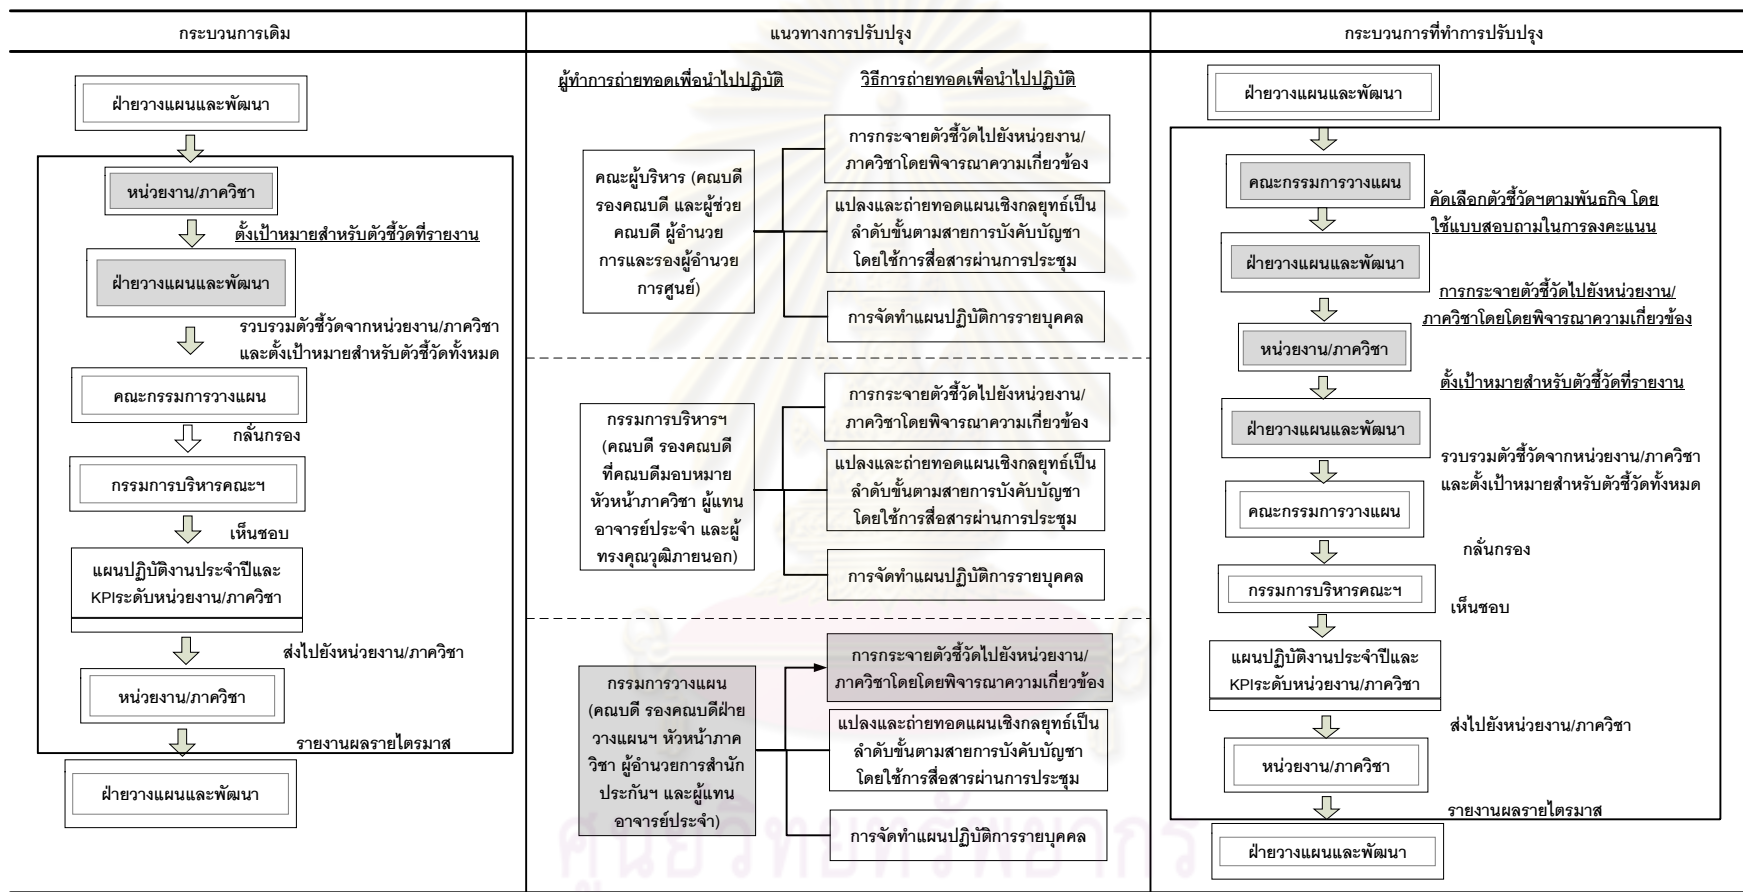 กระบวนการเดิม
แนวทางการปรับปรุง
กระบวนการที่ทำการปรับปรุง
ฝ่ายวางแผนและพัฒนา
หน่วยงาน/ภาควิชา
ตั้งเป้าหมายสำหรับตัวชี้วัดที่รายงาน
ฝ่ายวางแผนและพัฒนา
รวบรวมตัวชี้วัดจากหน่วยงาน/ภาควิชา
และตั้งเป้าหมายสำหรับตัวชี้วัดทั้งหมด
คณะกรรมการวางแผน
กลั่นกรอง
กรรมการบริหารคณะฯ
เห็นชอบ
แผนปฏิบัติงานประจำปีและ
KPIระดับหน่วยงาน/ภาควิชา
ส่งไปยังหน่วยงาน/ภาควิชา
หน่วยงาน/ภาควิชา
รายงานผลรายไตรมาส
ฝ่ายวางแผนและพัฒนา
ผู้ทำการถ่ายทอดเพื่อนำไปปฏิบัติ
วิธีการถ่ายทอดเพื่อนำไปปฏิบัติ
คณะผู้บริหาร (คณบดี
รองคณบดี และผู้ช่วย
คณบดี ผู้อำนวย
การและรองผู้อำนวย
การศูนย์)
การกระจายตัวชี้วัดไปยังหน่วยงาน/
ภาควิชาโดยพิจารณาความเกี่ยวข้อง
แปลงและถ่ายทอดแผนเชิงกลยุทธ์เป็น
ลำดับขั้นตามสายการบังคับบัญชา
โดยใช้การสื่อสารผ่านการประชุม
การจัดทำแผนปฏิบัติการรายบุคคล
กรรมการบริหารฯ
(คณบดี รองคณบดี
ที่คณบดีมอบหมาย
หัวหน้าภาควิชา ผู้แทน
อาจารย์ประจำ และผู้
ทรงคุณวุฒิภายนอก)
การกระจายตัวชี้วัดไปยังหน่วยงาน/
ภาควิชาโดยพิจารณาความเกี่ยวข้อง
แปลงและถ่ายทอดแผนเชิงกลยุทธ์เป็น
ลำดับขั้นตามสายการบังคับบัญชา
โดยใช้การสื่อสารผ่านการประชุม
การจัดทำแผนปฏิบัติการรายบุคคล
กรรมการวางแผน
(คณบดี รองคณบดีฝ่าย
วางแผนฯ หัวหน้าภาค
วิชา ผู้อำนวยการสำนัก
ประกันฯ และผู้แทน
อาจารย์ประจำ)
การกระจายตัวชี้วัดไปยังหน่วยงาน/
ภาควิชาโดยโดยพิจารณาความเกี่ยวข้อง
แปลงและถ่ายทอดแผนเชิงกลยุทธ์เป็น
ลำดับขั้นตามสายการบังคับบัญชา
โดยใช้การสื่อสารผ่านการประชุม
การจัดทำแผนปฏิบัติการรายบุคคล
ฝ่ายวางแผนและพัฒนา
คณะกรรมการวางแผน
คัดเลือกตัวชี้วัดฯตามพันธกิจ โดย
ใช้แบบสอบถามในการลงคะแนน
ฝ่ายวางแผนและพัฒนา
การกระจายตัวชี้วัดไปยังหน่วยงาน/
ภาควิชาโดยโดยพิจารณาความเกี่ยวข้อง
หน่วยงาน/ภาควิชา
ตั้งเป้าหมายสำหรับตัวชี้วัดที่รายงาน
ฝ่ายวางแผนและพัฒนา
รวบรวมตัวชี้วัดจากหน่วยงาน/ภาควิชา
และตั้งเป้าหมายสำหรับตัวชี้วัดทั้งหมด
คณะกรรมการวางแผน
กลั่นกรอง
กรรมการบริหารคณะฯ
เห็นชอบ
แผนปฏิบัติงานประจำปีและ
KPIระดับหน่วยงาน/ภาควิชา
ส่งไปยังหน่วยงาน/ภาควิชา
หน่วยงาน/ภาควิชา
รายงานผลรายไตรมาส
ฝ่ายวางแผนและพัฒนา
ศูนย์วิทยทรัพยากร